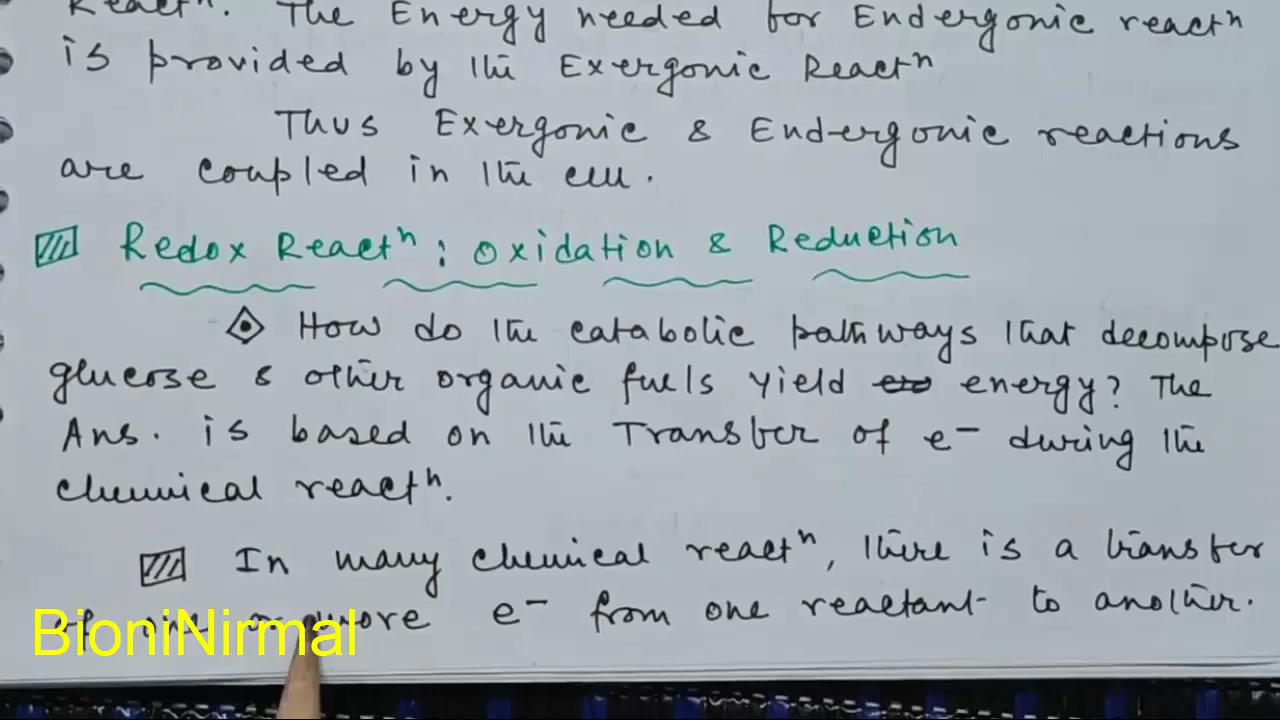 Reactⁿ. The Energy needed for Endergonic reactⁿ
is provided by the Exergonic Reactⁿ
Thus Exergonic & Endergonic reactions
are coupled in the cell.
Redox Reactⁿ: Oxidation & Reduction
How do the catabolic pathways that decompose
glucose & other organic fuels yield energy? The
Ans. is based on the Transfer of e⁻ during the
chemical reactⁿ.
In many chemical reactⁿ, there is a transfer
of one or more e⁻ from one reactant to another.
BioniNirmal